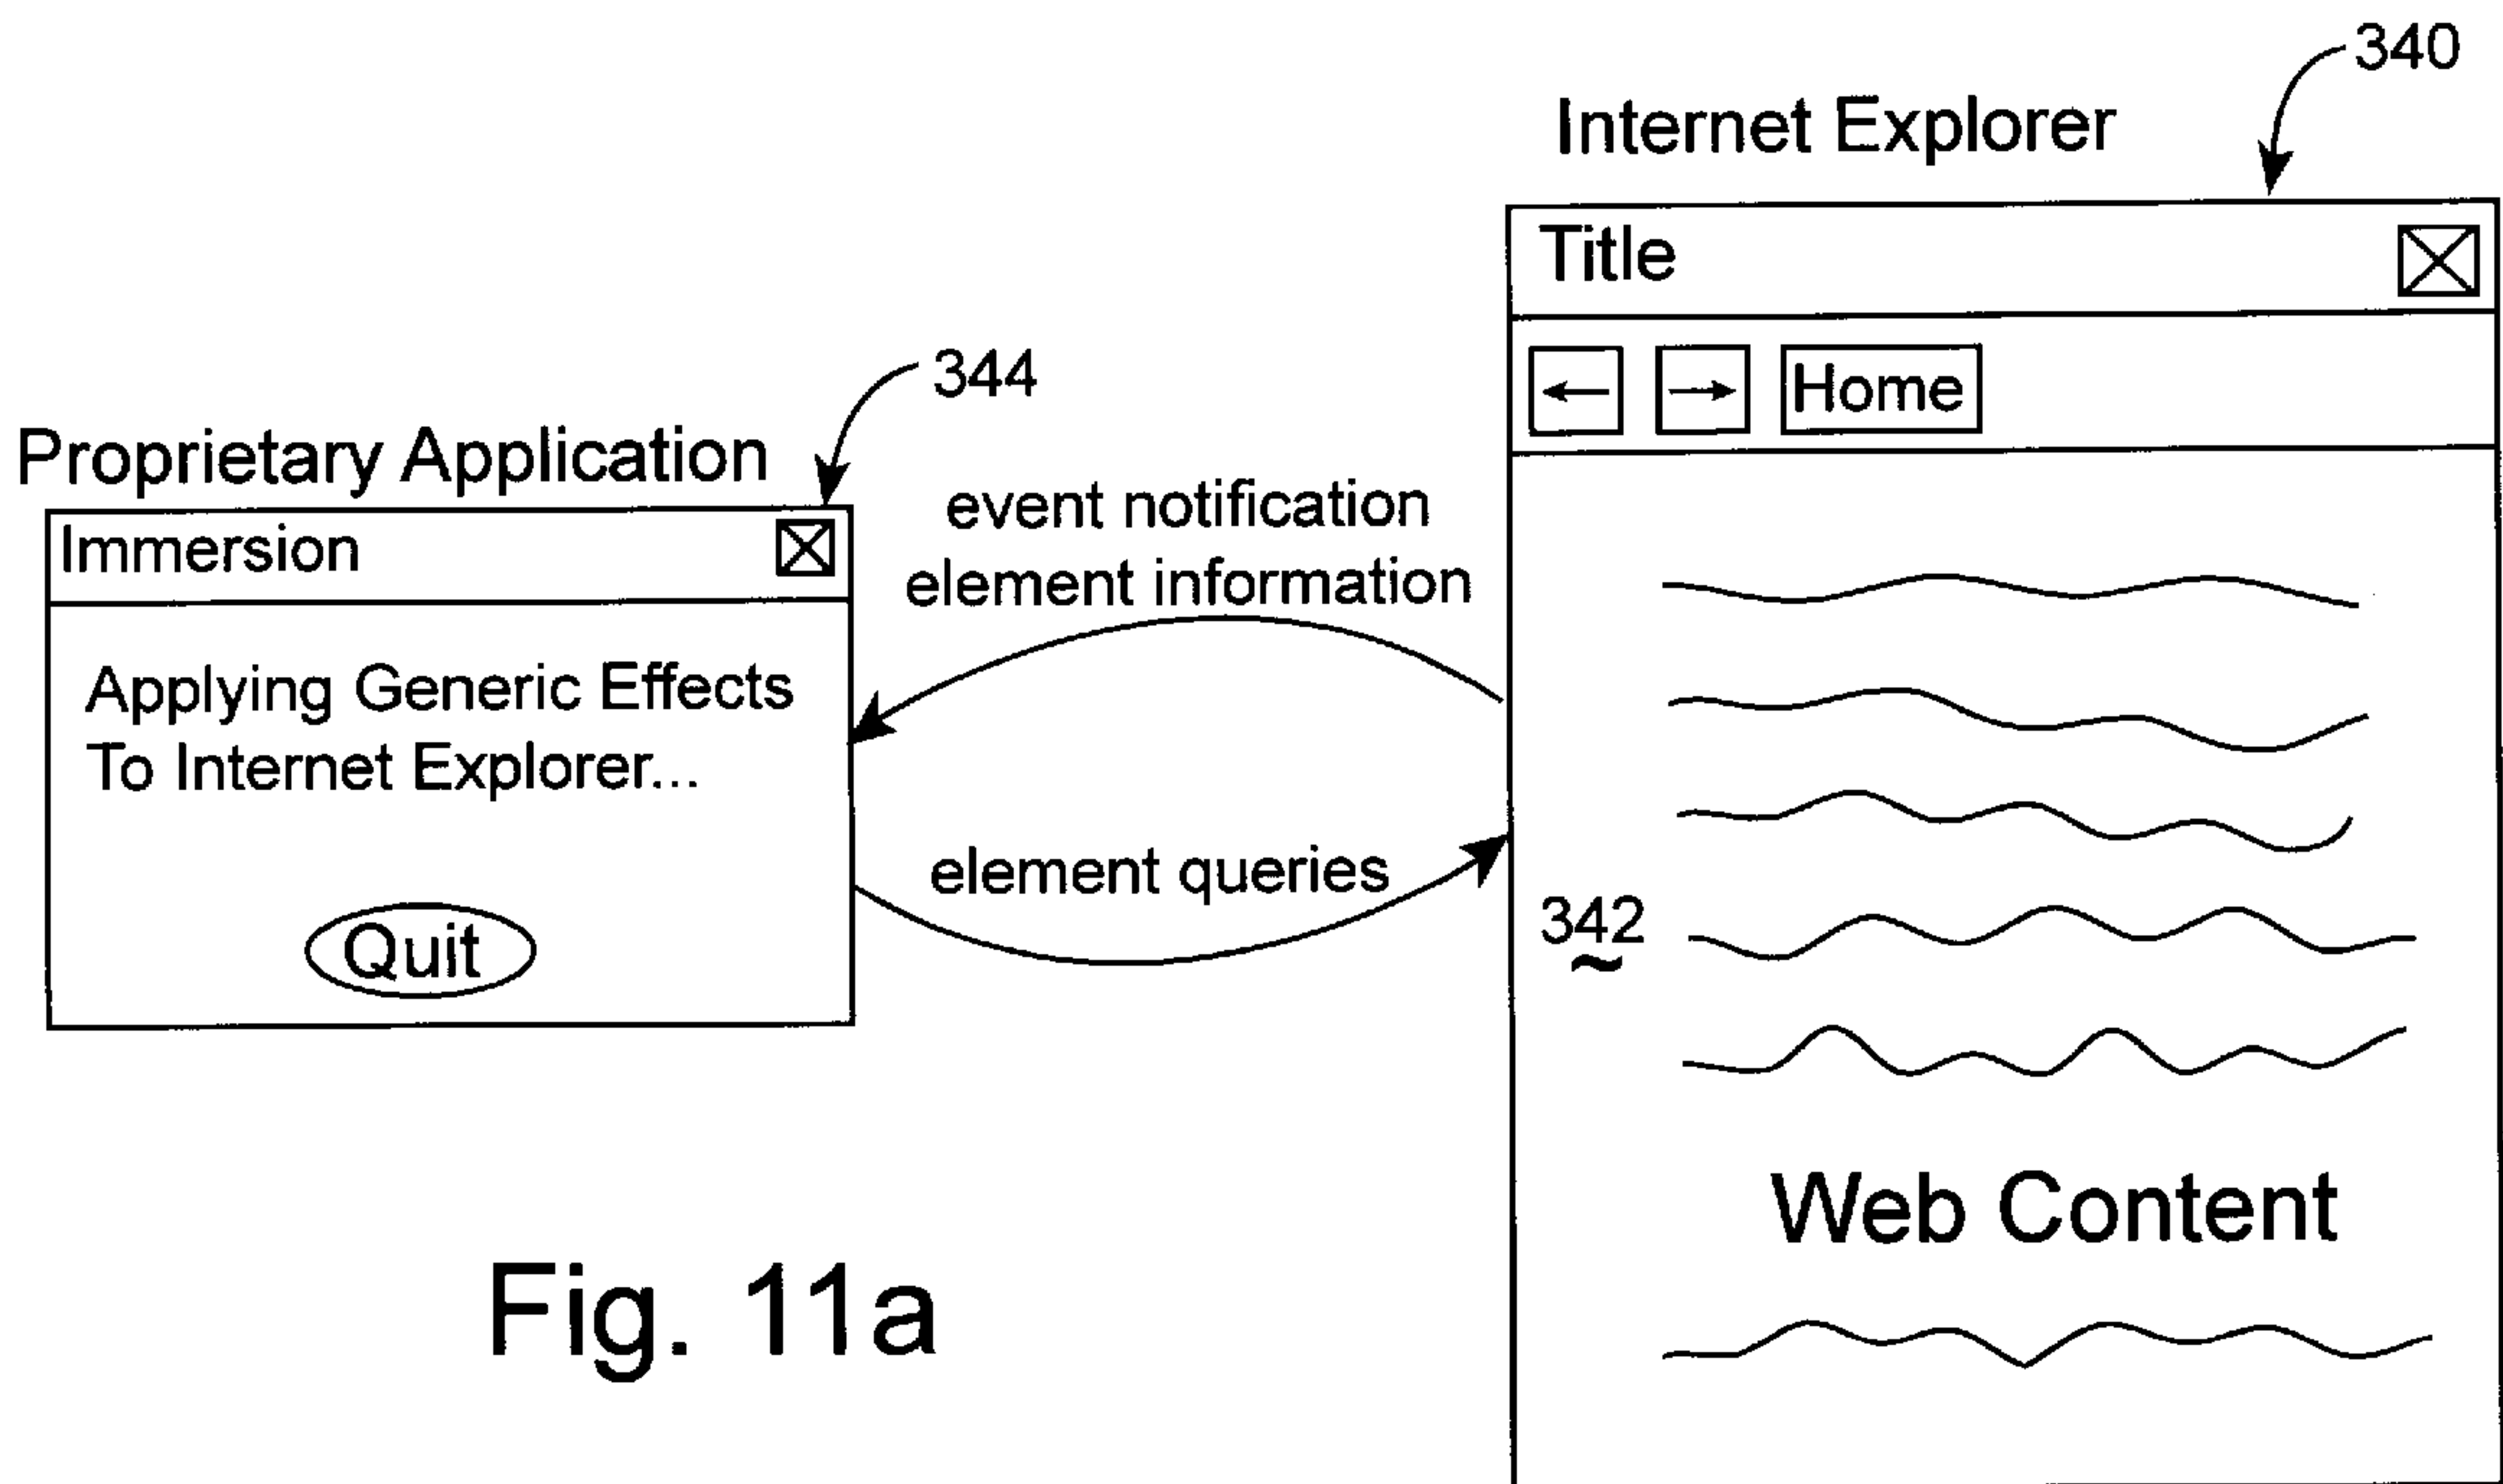 340
Internet Explorer
Title
Home
344
Proprietary Application
Immersion
Applying Generic Effects
To Internet Explorer...
Quit
event notification
element information
element queries
342
Web Content
Fig. 11a